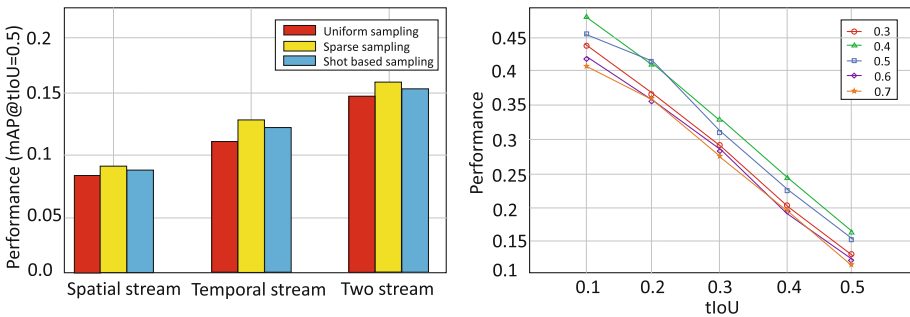 Performance (mAP@tIoU=0.5)
0.2
0.15
0.1
0.05
0.0
Uniform sampling
Sparse sampling
Shot based sampling
Spatial stream
Temporal stream
Two stream
Performance
0.45
0.4
0.35
0.3
0.25
0.2
0.15
0.1
0.3
0.4
0.5
0.6
0.7
0.1
0.2
0.3
0.4
0.5
tIoU